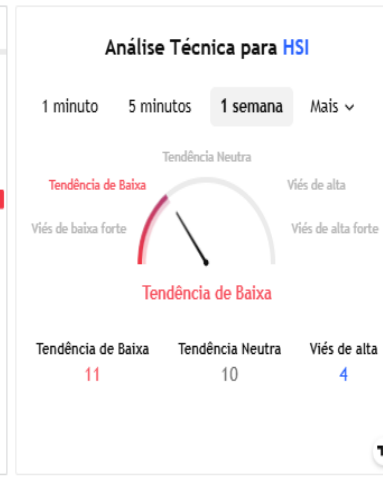 Análise Técnica para HSI
1 minuto 5 minutos 1 semana Mais
Tendência Neutra
Tendência de Baixa Viés de alta
Viés de baixa forte Viés de alta forte
Tendência de Baixa
Tendência de Baixa Tendência Neutra Viés de alta
11 10 4